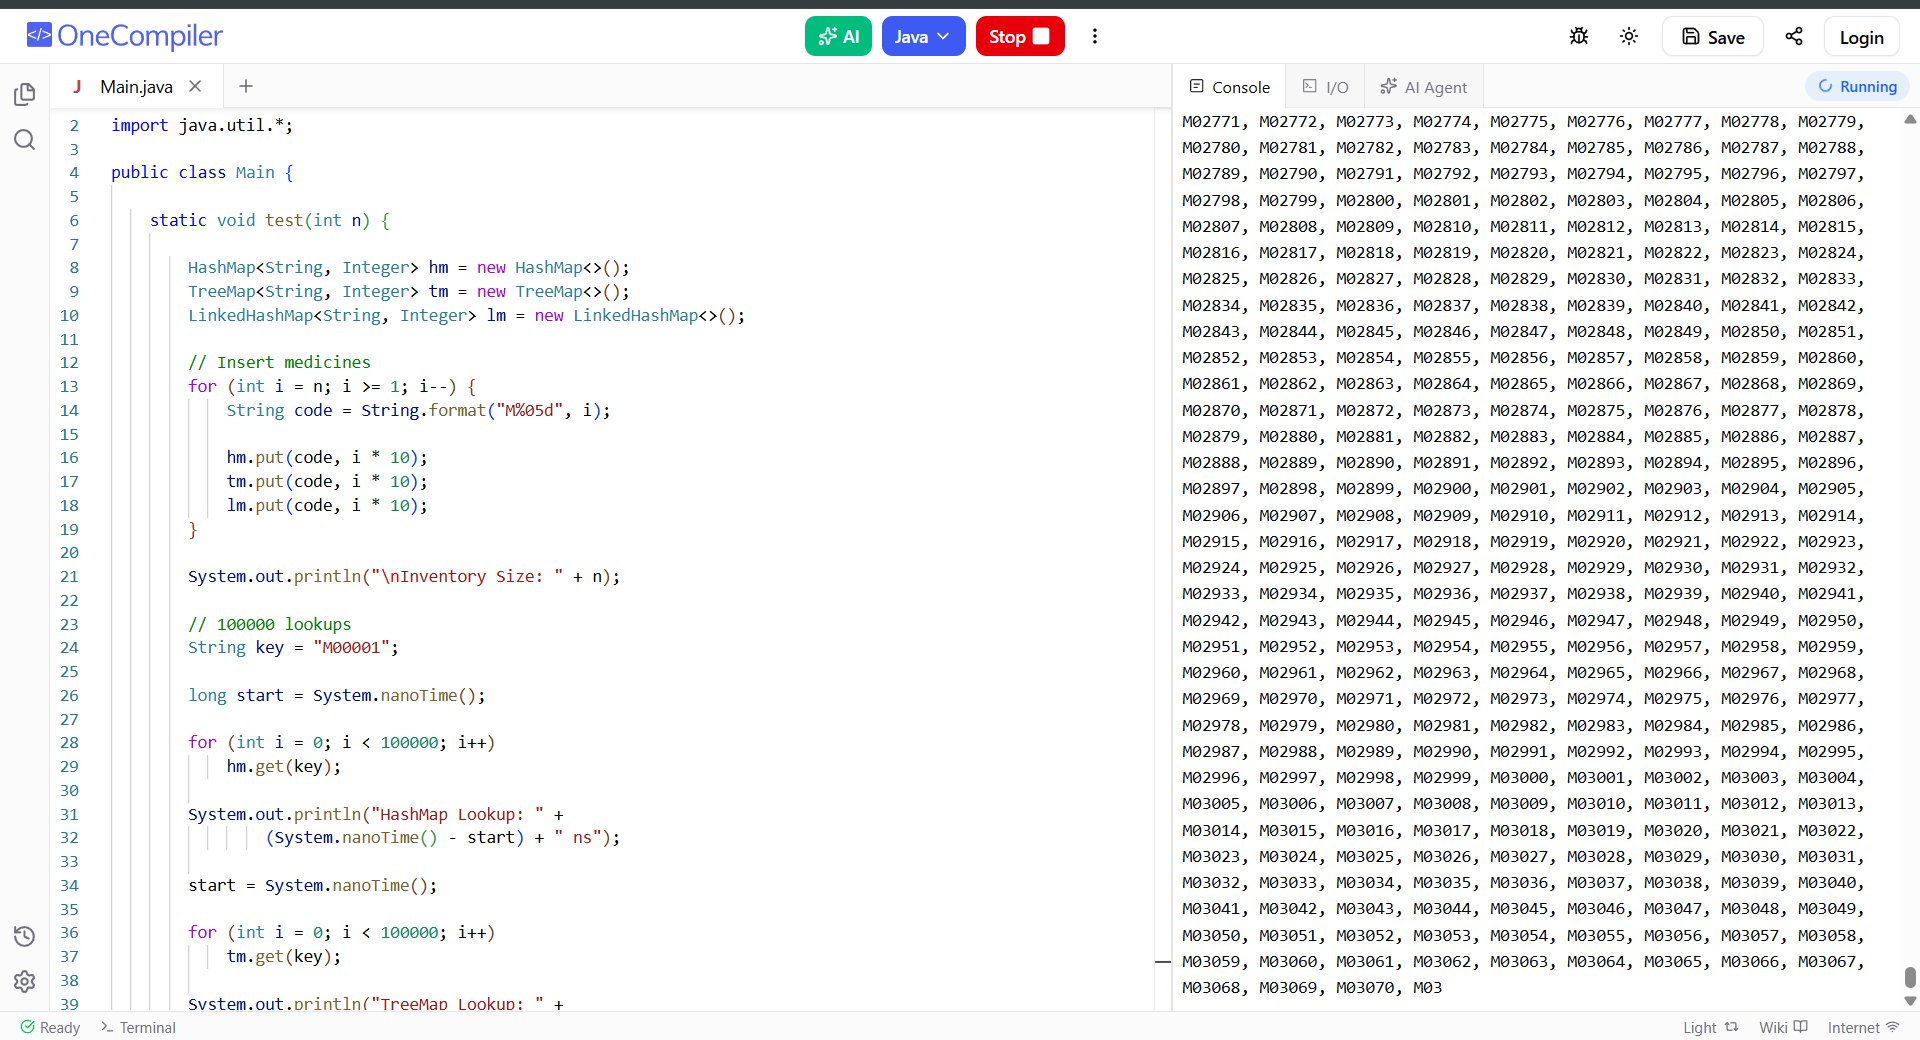 </> OneCompiler
AI
Java
Stop
Save
Login
J Main.java
2 import java.util.*;
3
4 public class Main {
5
6 static void test(int n) {
7
8 HashMap<String, Integer> hm = new HashMap<>();
9 TreeMap<String, Integer> tm = new TreeMap<>();
10 LinkedHashMap<String, Integer> lm = new LinkedHashMap<>();
11
12 // Insert medicines
13 for (int i = n; i >= 1; i--) {
14 String code = String.format("M%05d", i);
15
16 hm.put(code, i * 10);
17 tm.put(code, i * 10);
18 lm.put(code, i * 10);
19 }
20
21 System.out.println("\nInventory Size: " + n);
22
23 // 100000 lookups
24 String key = "M00001";
25
26 long start = System.nanoTime();
27
28 for (int i = 0; i < 100000; i++)
29 hm.get(key);
30
31 System.out.println("HashMap Lookup: " +
32 (System.nanoTime() - start) + " ns");
33
34 start = System.nanoTime();
35
36 for (int i = 0; i < 100000; i++)
37 tm.get(key);
38
39 System.out.println("TreeMap Lookup: " +
Console
I/O
AI Agent
Running
M02771, M02772, M02773, M02774, M02775, M02776, M02777, M02778, M02779,
M02780, M02781, M02782, M02783, M02784, M02785, M02786, M02787, M02788,
M02789, M02790, M02791, M02792, M02793, M02794, M02795, M02796, M02797,
M02798, M02799, M02800, M02801, M02802, M02803, M02804, M02805, M02806,
M02807, M02808, M02809, M02810, M02811, M02812, M02813, M02814, M02815,
M02816, M02817, M02818, M02819, M02820, M02821, M02822, M02823, M02824,
M02825, M02826, M02827, M02828, M02829, M02830, M02831, M02832, M02833,
M02834, M02835, M02836, M02837, M02838, M02839, M02840, M02841, M02842,
M02843, M02844, M02845, M02846, M02847, M02848, M02849, M02850, M02851,
M02852, M02853, M02854, M02855, M02856, M02857, M02858, M02859, M02860,
M02861, M02862, M02863, M02864, M02865, M02866, M02867, M02868, M02869,
M02870, M02871, M02872, M02873, M02874, M02875, M02876, M02877, M02878,
M02879, M02880, M02881, M02882, M02883, M02884, M02885, M02886, M02887,
M02888, M02889, M02890, M02891, M02892, M02893, M02894, M02895, M02896,
M02897, M02898, M02899, M02900, M02901, M02902, M02903, M02904, M02905,
M02906, M02907, M02908, M02909, M02910, M02911, M02912, M02913, M02914,
M02915, M02916, M02917, M02918, M02919, M02920, M02921, M02922, M02923,
M02924, M02925, M02926, M02927, M02928, M02929, M02930, M02931, M02932,
M02933, M02934, M02935, M02936, M02937, M02938, M02939, M02940, M02941,
M02942, M02943, M02944, M02945, M02946, M02947, M02948, M02949, M02950,
M02951, M02952, M02953, M02954, M02955, M02956, M02957, M02958, M02959,
M02960, M02961, M02962, M02963, M02964, M02965, M02966, M02967, M02968,
M02969, M02970, M02971, M02972, M02973, M02974, M02975, M02976, M02977,
M02978, M02979, M02980, M02981, M02982, M02983, M02984, M02985, M02986,
M02987, M02988, M02989, M02990, M02991, M02992, M02993, M02994, M02995,
M02996, M02997, M02998, M02999, M03000, M03001, M03002, M03003, M03004,
M03005, M03006, M03007, M03008, M03009, M03010, M03011, M03012, M03013,
M03014, M03015, M03016, M03017, M03018, M03019, M03020, M03021, M03022,
M03023, M03024, M03025, M03026, M03027, M03028, M03029, M03030, M03031,
M03032, M03033, M03034, M03035, M03036, M03037, M03038, M03039, M03040,
M03041, M03042, M03043, M03044, M03045, M03046, M03047, M03048, M03049,
M03050, M03051, M03052, M03053, M03054, M03055, M03056, M03057, M03058,
M03059, M03060, M03061, M03062, M03063, M03064, M03065, M03066, M03067,
M03068, M03069, M03070, M03
Ready
Terminal
Light
Wiki
Internet